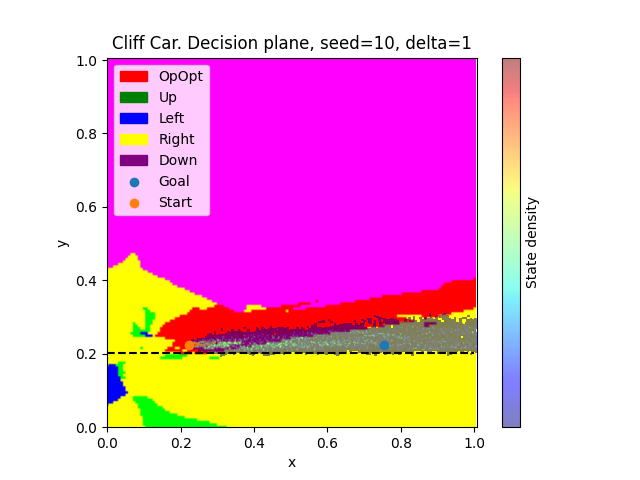 Cliff Car. Decision plane, seed=10, delta=1
1.0
0.8
0.6
0.4
0.2
0.0
y
OpOpt
Up
Left
Right
Down
Goal
Start
State density
0.0
0.2
0.4
0.6
0.8
1.0
x